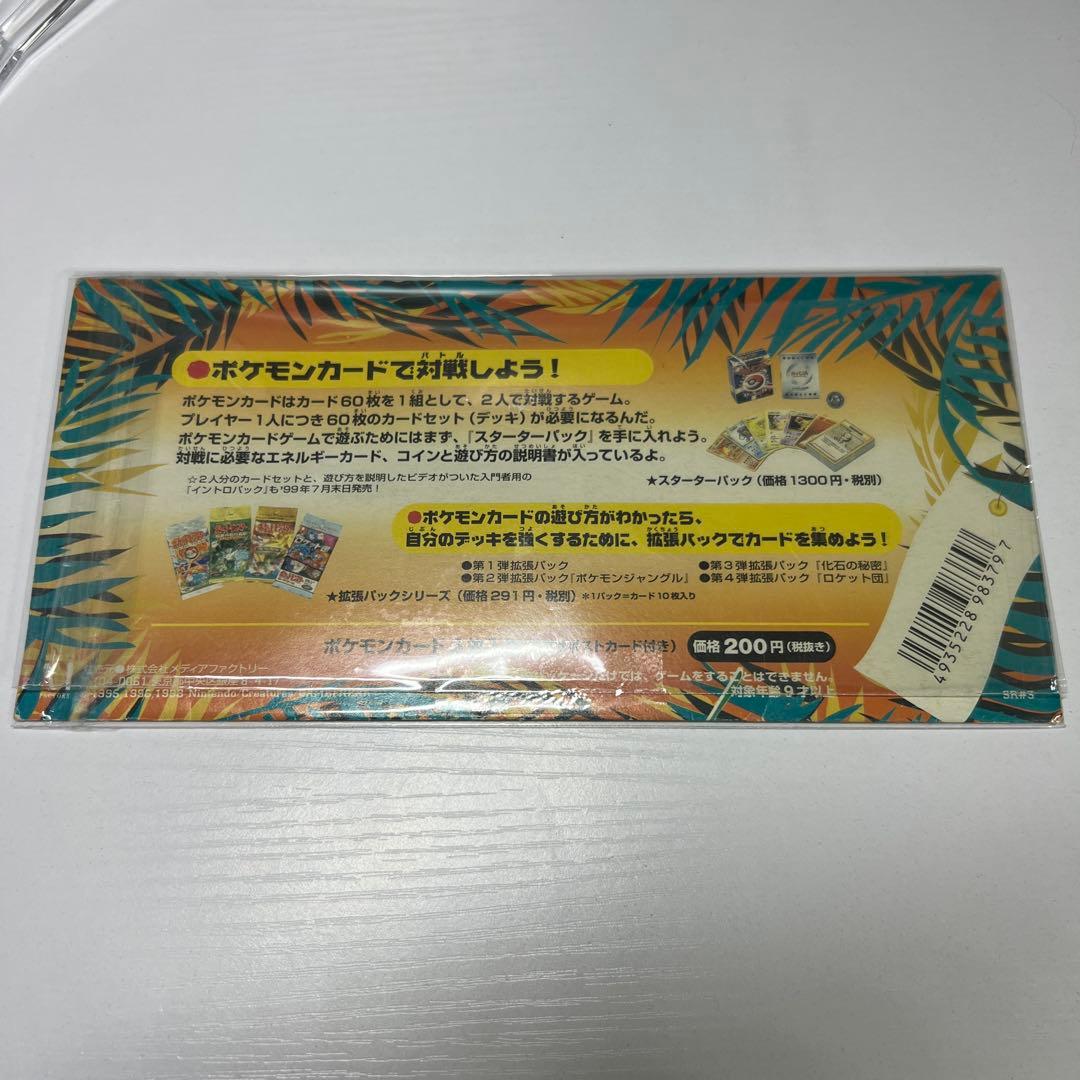 ●ポケモンカードで対戦しよう！
ポケモンカードはカード60枚を1組として、2人で対戦するゲーム。
プレイヤー1人につき60枚のカードセット（デッキ）が必要になるんだ。
ポケモンカードゲームで遊ぶためにはまず、『スターターパック』を手に入れよう。
対戦に必要なエネルギーカード、コインと遊び方の説明書が入っているよ。
☆2人分のカードセットと、遊び方を説明したビデオがついた入門者用の
『イントロパック』も'99年7月末日発売！
★スターターパック（価格1300円・税別）
●ポケモンカードの遊び方がわかったら、
自分のデッキを強くするために、拡張パックでカードを集めよう！
●第1弾拡張パック ●第3弾拡張パック『化石の秘密』
●第2弾拡張パック『ポケモンジャングル』 ●第4弾拡張パック『ロケット団』
★拡張パックシリーズ（価格291円・税別）＊1パック=カード10枚入り
ポケモンカード ポストカード付き） 価格200円（税抜き）
株式会社メディアファクトリー
では、ゲームをすることはできません。
対象年齢9才以上
4935228983797
SR#3